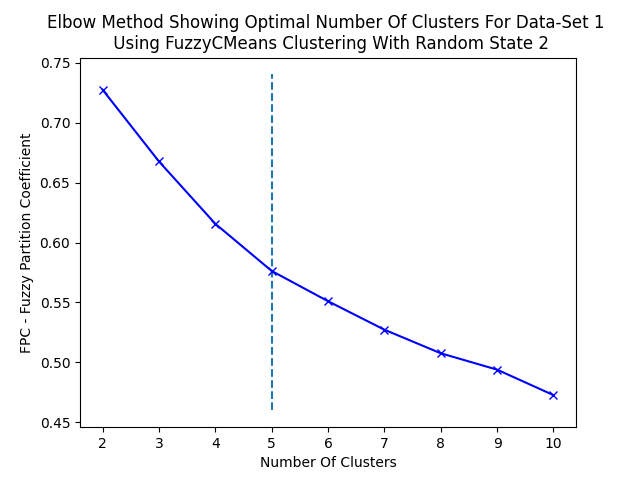 Elbow Method Showing Optimal Number Of Clusters For Data-Set 1
Using FuzzyCMeans Clustering With Random State 2
0.75
0.70
0.65
0.60
0.55
0.50
0.45
FPC - Fuzzy Partition Coefficient
2 3 4 5 6 7 8 9 10
Number Of Clusters